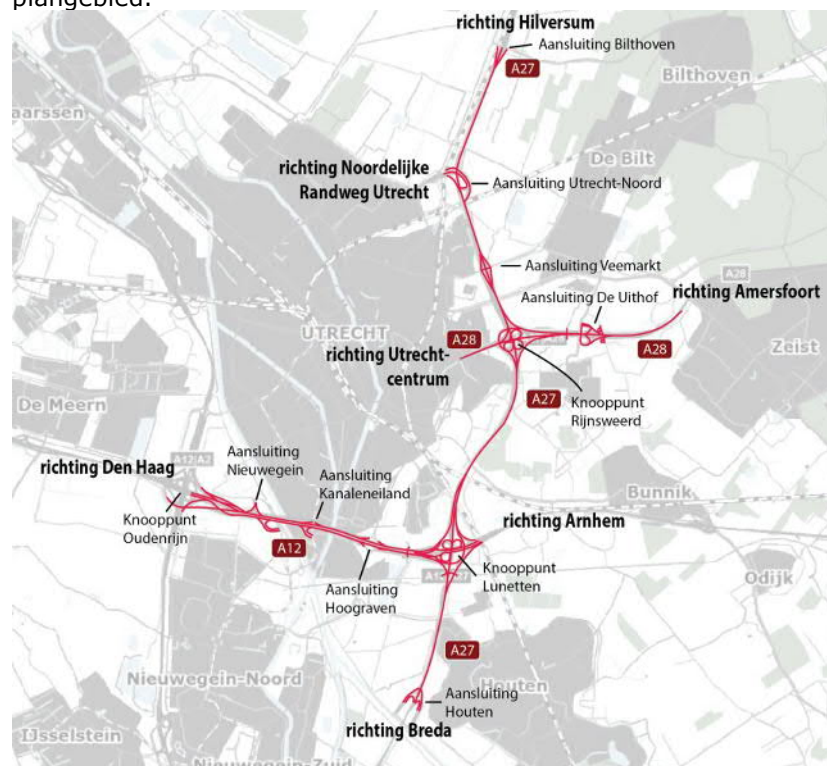 plangebied.
richting Hilversum
Aansluiting Bilthoven
A27
Bilthoven
aarssen
De Bilt
richting Noordelijke
Randweg Utrecht
Aansluiting Utrecht-Noord
Aansluiting Veemarkt
A28
Aansluiting De Uithof
richting Amersfoort
UTRECHT
A28
richting Utrecht-
centrum
A28
Zeist
A27
Knooppunt
Rijnsweerd
De Meern
A12 A2
richting Den Haag
Aansluiting
Nieuwegein
Aansluiting
Kanaleneiland
Bunnik
Knooppunt
Oudenrijn
richting Arnhem
A12
Aansluiting
Hoograven
Knooppunt
Lunetten
Odijk
A27
Nieuwegein-Noord
Aansluiting
Houten
Houten
richting Breda
IJsselstein
Nieuwegein-Zuid